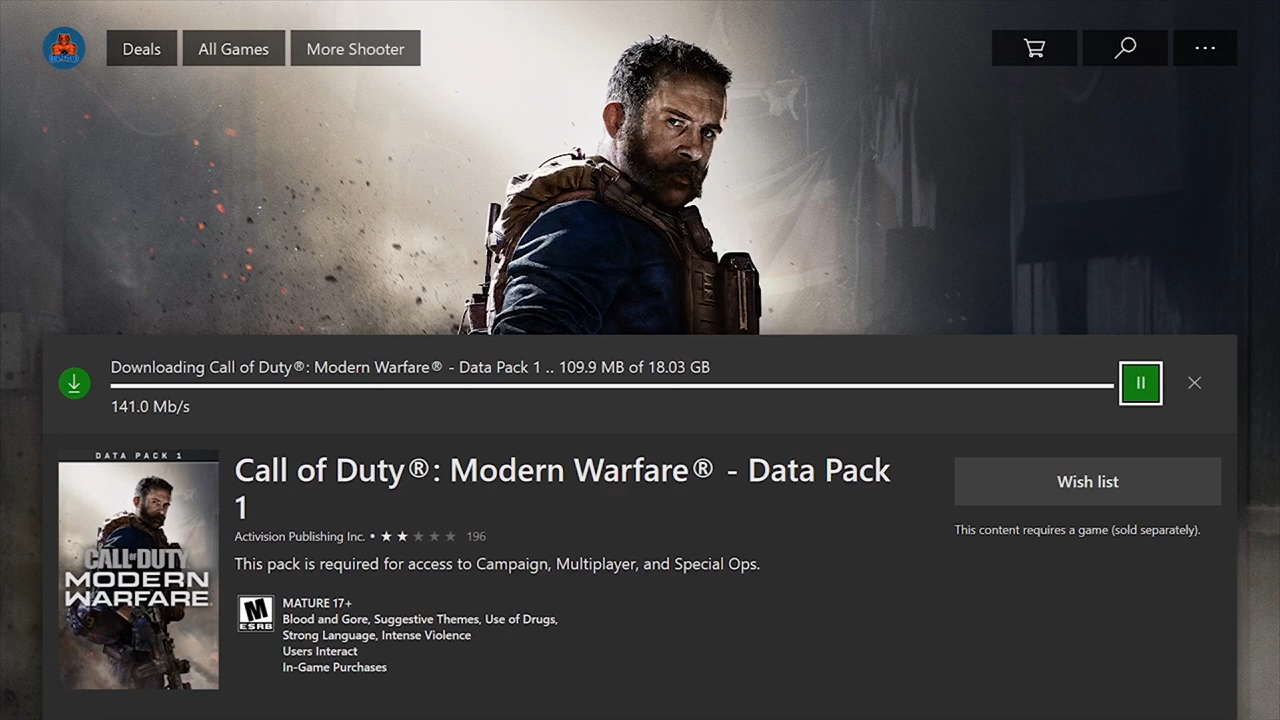 Deals
All Games
More Shooter
Downloading Call of Duty®: Modern Warfare® - Data Pack 1 .. 109.9 MB of 18.03 GB
141.0 Mb/s
DATA PACK 1
CALL OF DUTY
MODERN
WARFARE
Call of Duty®: Modern Warfare® - Data Pack
1
Activision Publishing Inc. • ★★★★★ 196
This pack is required for access to Campaign, Multiplayer, and Special Ops.
M
ESRB
MATURE 17+
Blood and Gore, Suggestive Themes, Use of Drugs,
Strong Language, Intense Violence
Users Interact
In-Game Purchases
Wish list
This content requires a game (sold separately).